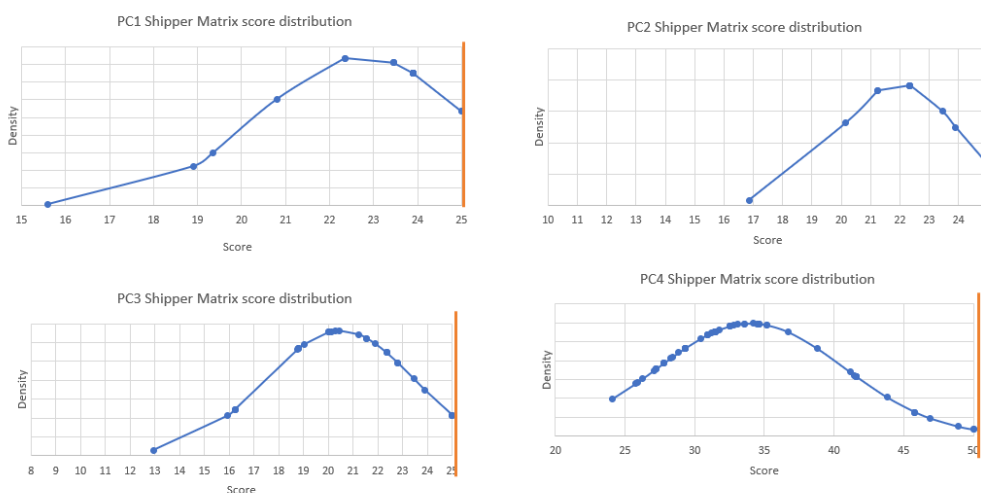 PC1 Shipper Matrix score distribution
Density
15 16 17 18 19 20 21 22 23 24 25
Score
PC2 Shipper Matrix score distribution
Density
10 11 12 13 14 15 16 17 18 19 20 21 22 23 24
Score
PC3 Shipper Matrix score distribution
Density
8 9 10 11 12 13 14 15 16 17 18 19 20 21 22 23 24 25
Score
PC4 Shipper Matrix score distribution
Density
20 25 30 35 40 45 50
Score